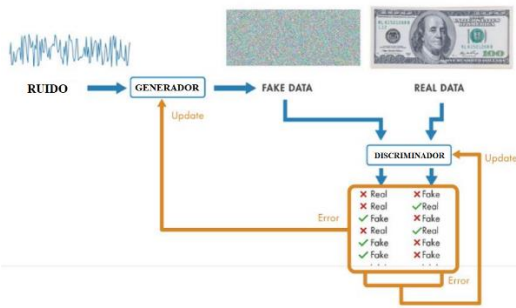 RUIDO
GENERADOR
FAKE DATA
REAL DATA
Update
DISCRIMINADOR
Update
Real Fake
Real Real
Fake Fake
Real Real
Fake Fake
Fake Fake
Error
Error
100